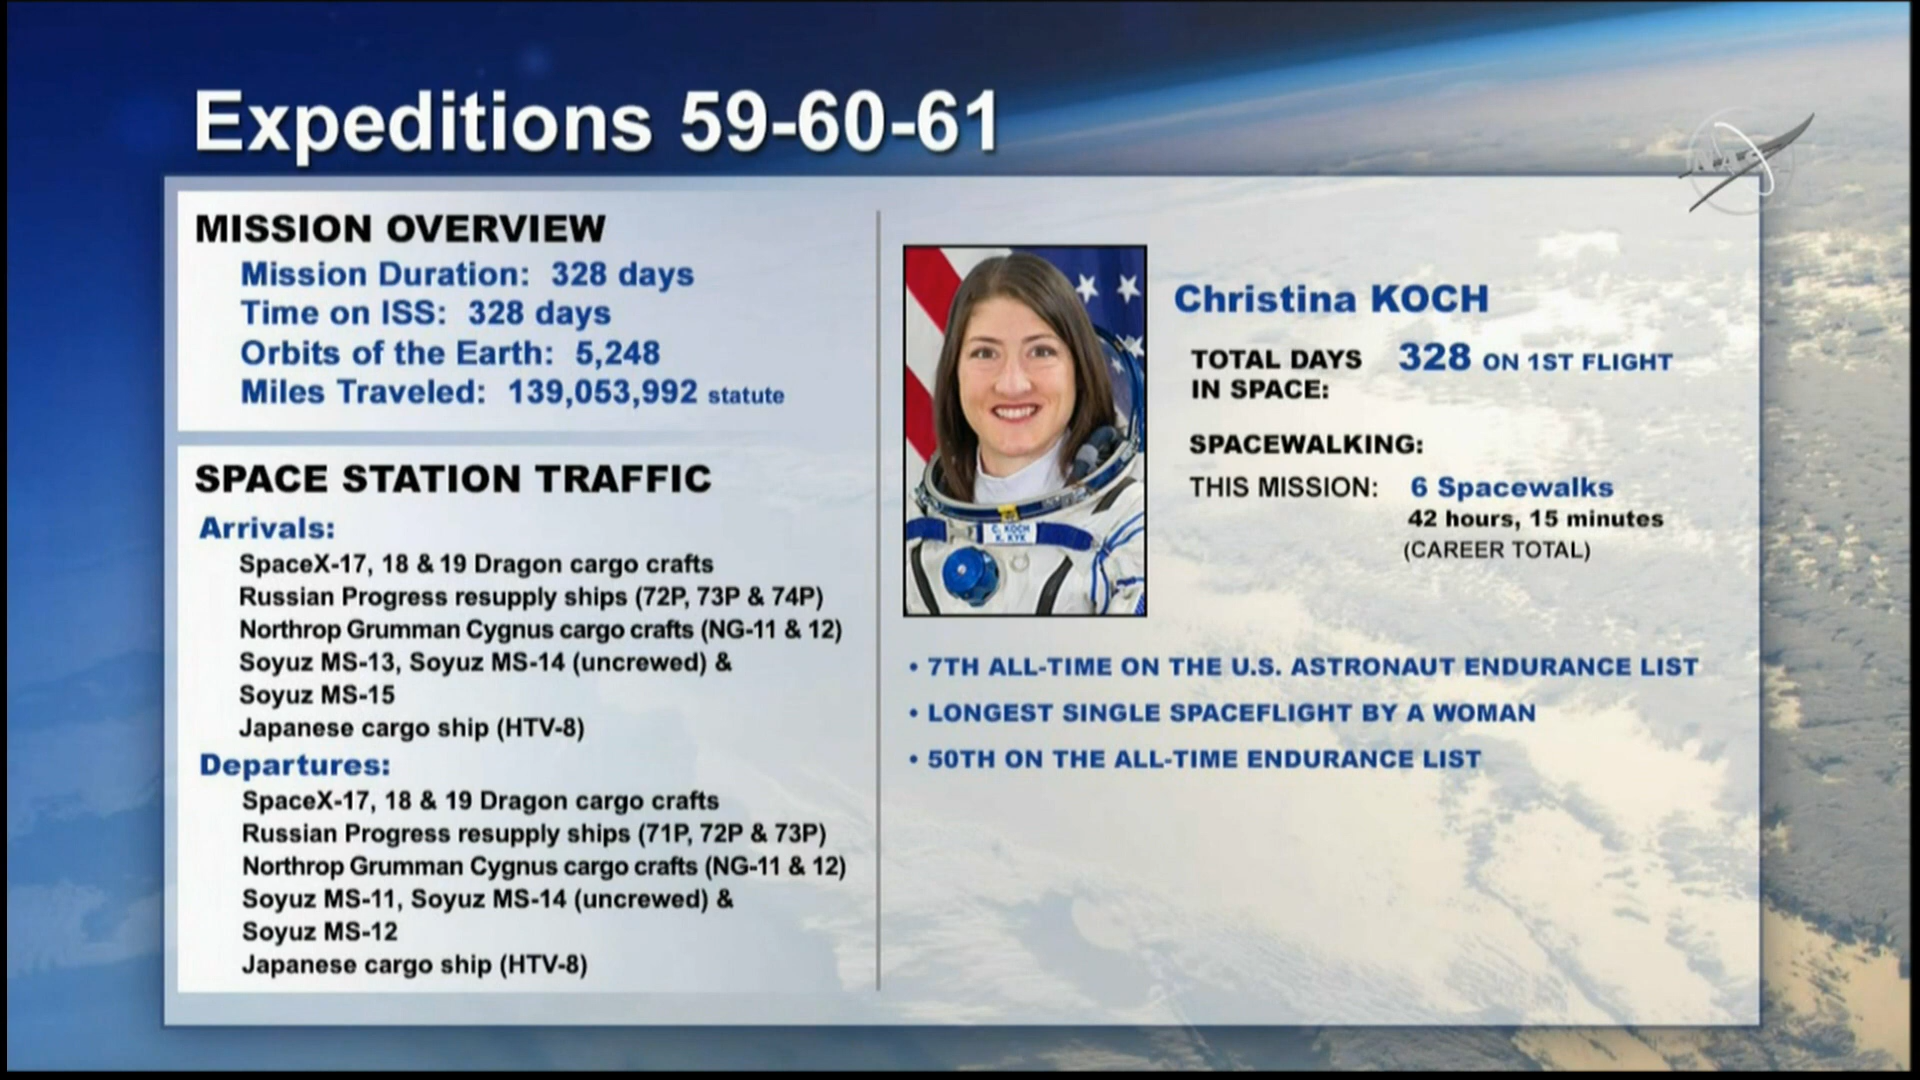 Expeditions 59-60-61
MISSION OVERVIEW
Mission Duration: 328 days
Time on ISS: 328 days
Orbits of the Earth: 5,248
Miles Traveled: 139,053,992 statute
SPACE STATION TRAFFIC
Arrivals:
SpaceX-17, 18 & 19 Dragon cargo crafts
Russian Progress resupply ships (72P, 73P & 74P)
Northrop Grumman Cygnus cargo crafts (NG-11 & 12)
Soyuz MS-13, Soyuz MS-14 (uncrewed) &
Soyuz MS-15
Japanese cargo ship (HTV-8)
Departures:
SpaceX-17, 18 & 19 Dragon cargo crafts
Russian Progress resupply ships (71P, 72P & 73P)
Northrop Grumman Cygnus cargo crafts (NG-11 & 12)
Soyuz MS-11, Soyuz MS-14 (uncrewed) &
Soyuz MS-12
Japanese cargo ship (HTV-8)
NASA
C. KOCH
К. КУК
Christina KOCH
TOTAL DAYS 328 ON 1ST FLIGHT
IN SPACE:
SPACEWALKING:
THIS MISSION: 6 Spacewalks
42 hours, 15 minutes
(CAREER TOTAL)
• 7TH ALL-TIME ON THE U.S. ASTRONAUT ENDURANCE LIST
• LONGEST SINGLE SPACEFLIGHT BY A WOMAN
• 50TH ON THE ALL-TIME ENDURANCE LIST